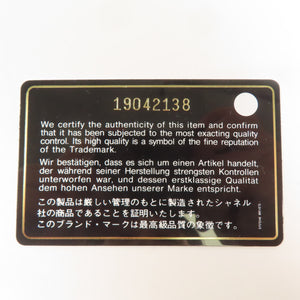 19042138
We certify the authenticity of this item and confirm
that it has been subjected to the most exacting quality
control. Its high quality is a symbol of the fine reputation
of the Trademark.
Wir bestätigen, dass es sich um einen Artikel handelt,
der während seiner Herstellung strengsten Kontrollen
unterworfen war, und dessen erstklassige Qualität
dem hohen Ansehen unserer Marke entspricht.
この製品は厳しい管理のもとに製造されたシャネル
社の商品であることを証明いたします。
このブランド・マークは最高級品質の象徴です。